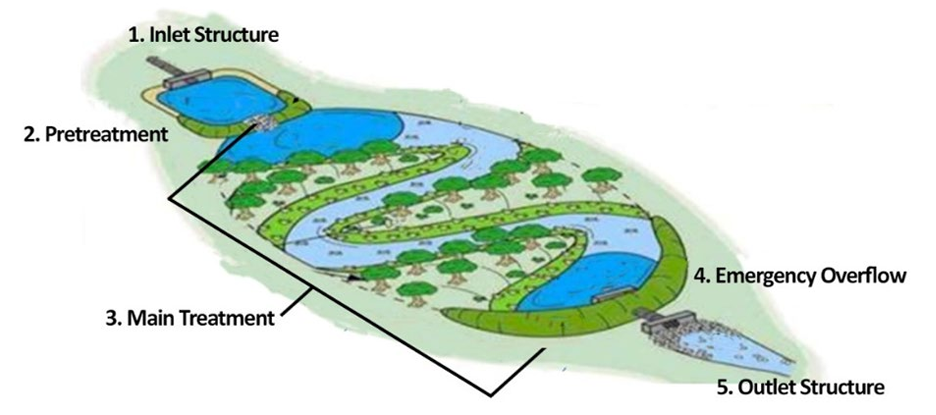 1. Inlet Structure
2. Pretreatment
3. Main Treatment
4. Emergency Overflow
5. Outlet Structure